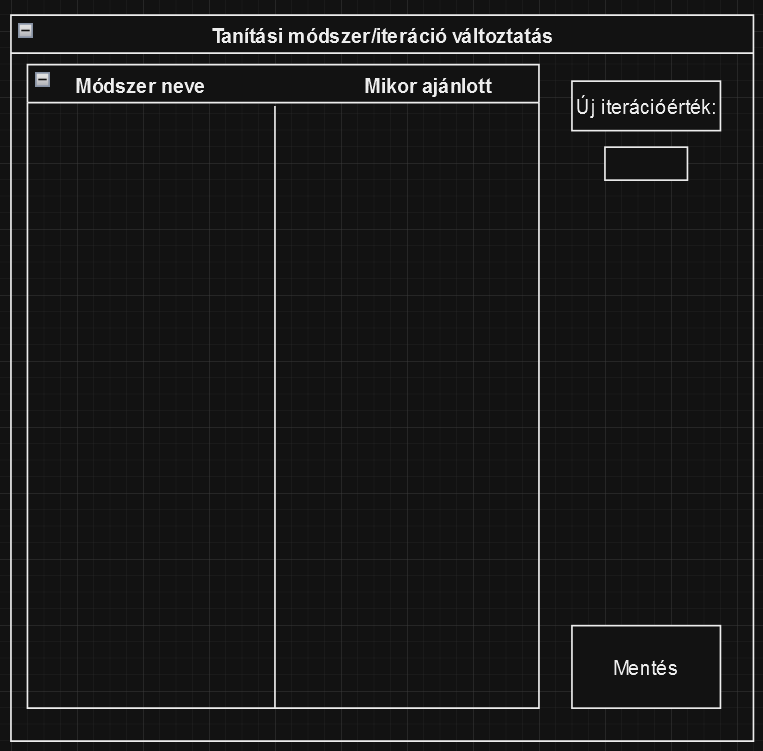 Tanítási módszer/iteráció változtatás
Módszer neve
Mikor ajánlott
Új iterációérték:
Mentés